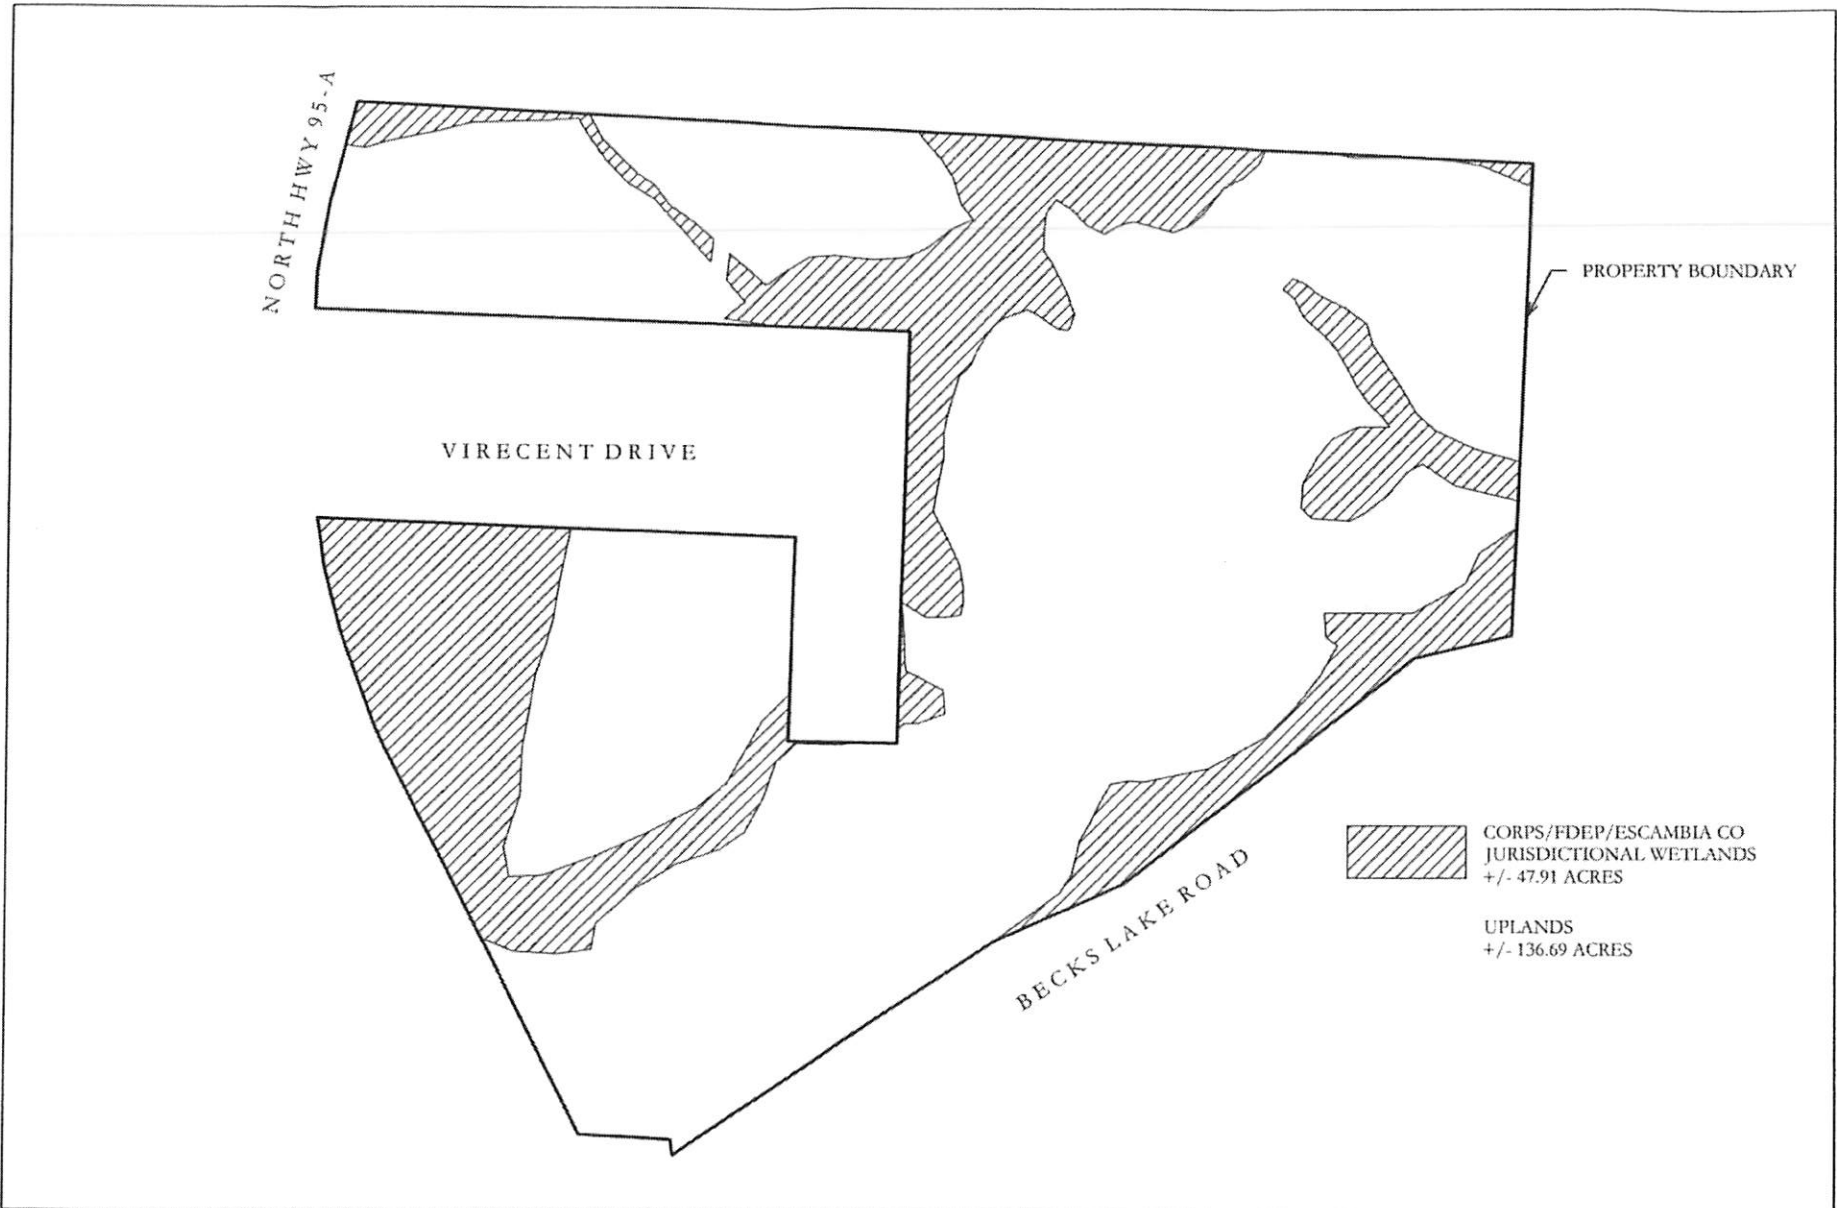 NORTH HWY 95-A
PROPERTY BOUNDARY
VIRECENT DRIVE
CORPS/FDEP/ESCAMBIA CO
JURISDICTIONAL WETLANDS
+/- 47.91 ACRES
UPLANDS
+/- 136.69 ACRES
BECKS LAKE ROAD